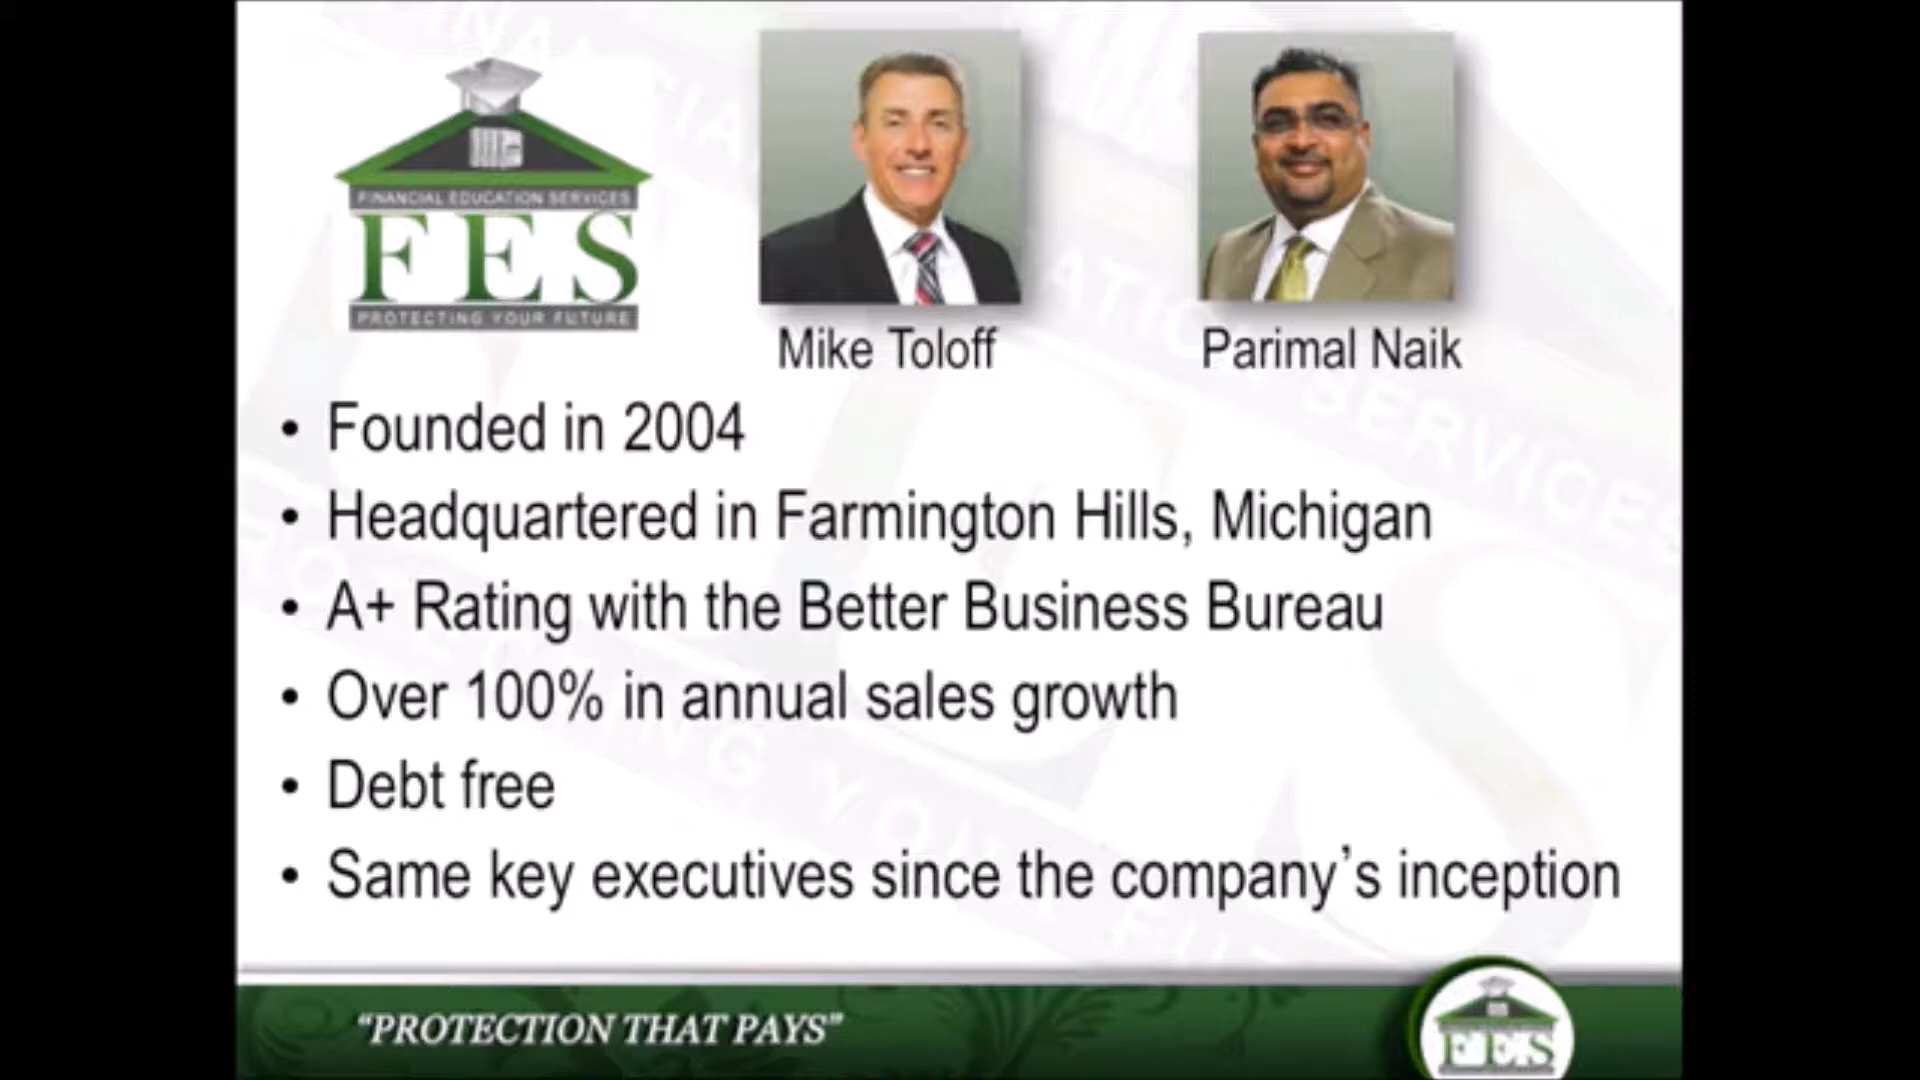 FINANCIAL EDUCATION SERVICES
FES
PROTECTING YOUR FUTURE
Mike Toloff
Parimal Naik
• Founded in 2004
• Headquartered in Farmington Hills, Michigan
• A+ Rating with the Better Business Bureau
• Over 100% in annual sales growth
• Debt free
• Same key executives since the company’s inception
“PROTECTION THAT PAYS”
FES